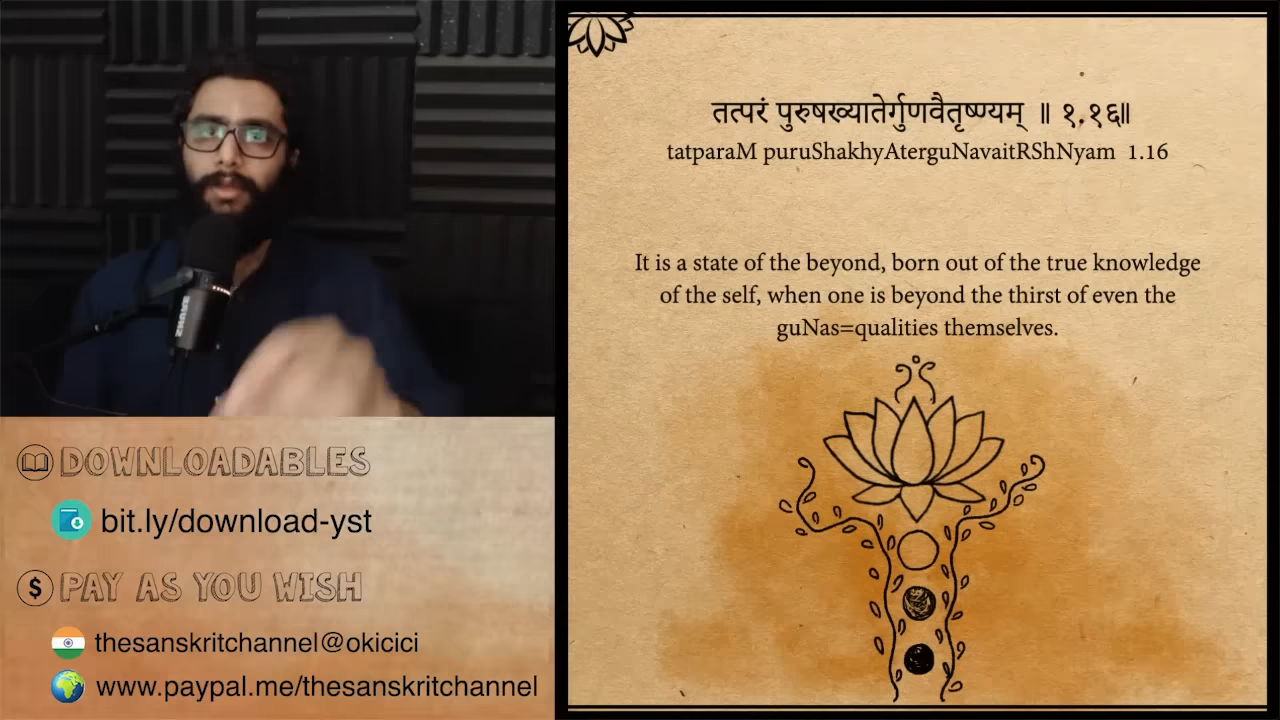 तत्परं पुरुषख्यातेर्गुणवैतृष्ण्यम् ॥ १.१६॥
tatparaM puruShakhyAterguNavaitRShNyam 1.16
It is a state of the beyond, born out of the true knowledge
of the self, when one is beyond the thirst of even the
guNas=qualities themselves.
DOWNLOADABLES
bit.ly/download-yst
$ PAY AS YOU WISH
thesanskritchannel@okicici
www.paypal.me/thesanskritchannel